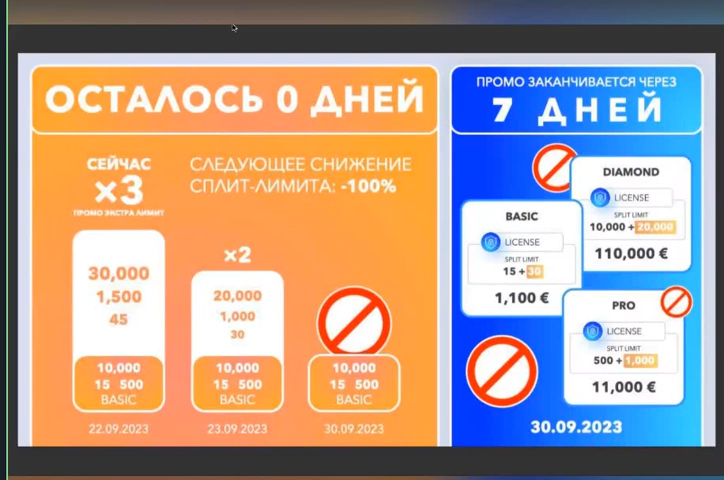 ОСТАЛОСЬ 0 ДНЕЙ
СЕЙЧАС
×3
ПРОМО ЭКСТРА ЛИМИТ
СЛЕДУЮЩЕЕ СНИЖЕНИЕ
СПЛИТ-ЛИМИТА: -100%
30,000
1,500
45
10,000
15 500
BASIC
22.09.2023
×2
20,000
1,000
30
10,000
15 500
BASIC
23.09.2023
10,000
15 500
BASIC
30.09.2023
ПРОМО ЗАКАНЧИВАЕТСЯ ЧЕРЕЗ
7 ДНЕЙ
DIAMOND
LICENSE
SPLIT LIMIT
10,000 + 20,000
110,000 €
BASIC
LICENSE
SPLIT LIMIT
15 + 30
1,100 €
PRO
LICENSE
SPLIT LIMIT
500 + 1,000
11,000 €
30.09.2023